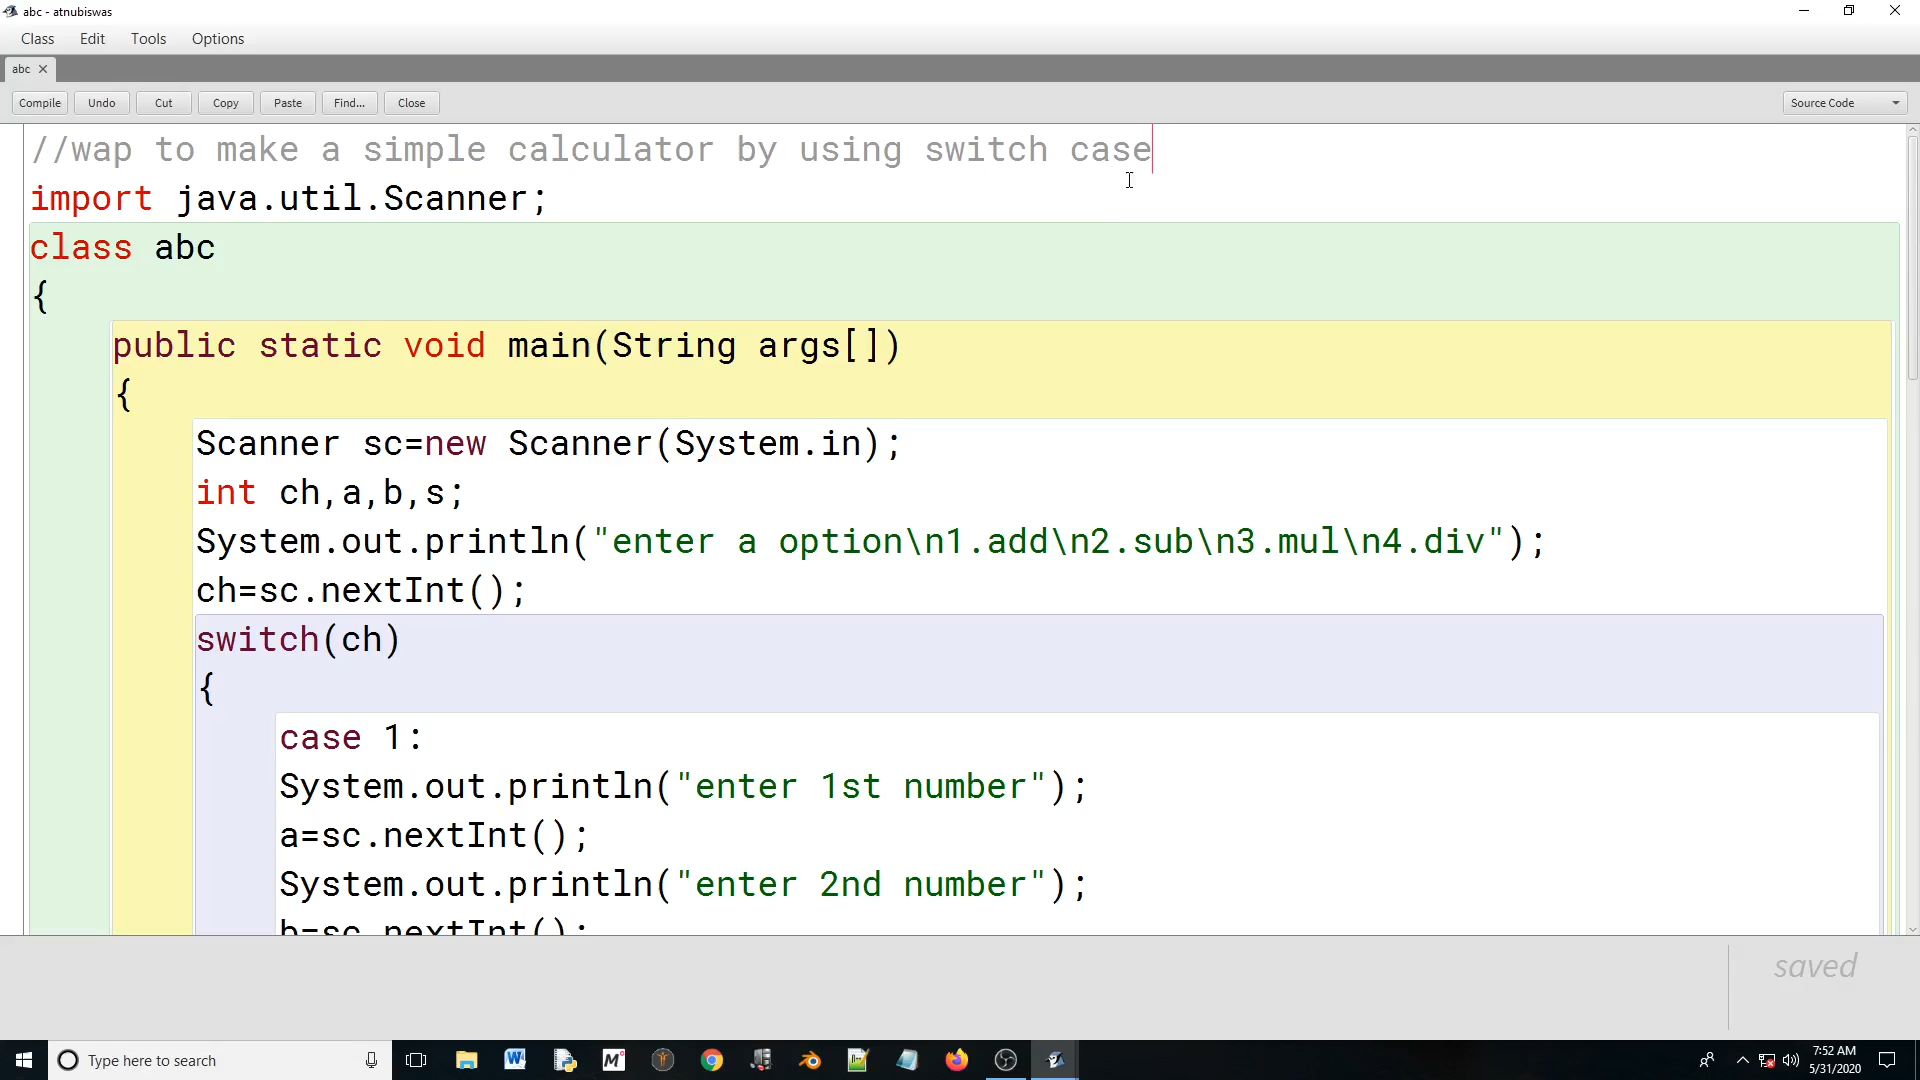 abc - atnubiswas
Class Edit Tools Options
abc
Compile Undo Cut Copy Paste Find... Close Source Code
//wap to make a simple calculator by using switch case
import java.util.Scanner;
class abc
{
public static void main(String args[])
{
Scanner sc=new Scanner(System.in);
int ch,a,b,s;
System.out.println("enter a option\n1.add\n2.sub\n3.mul\n4.div");
ch=sc.nextInt();
switch(ch)
{
case 1:
System.out.println("enter 1st number");
a=sc.nextInt();
System.out.println("enter 2nd number");
b=sc.nextInt();
saved
Type here to search
7:52 AM
5/31/2020